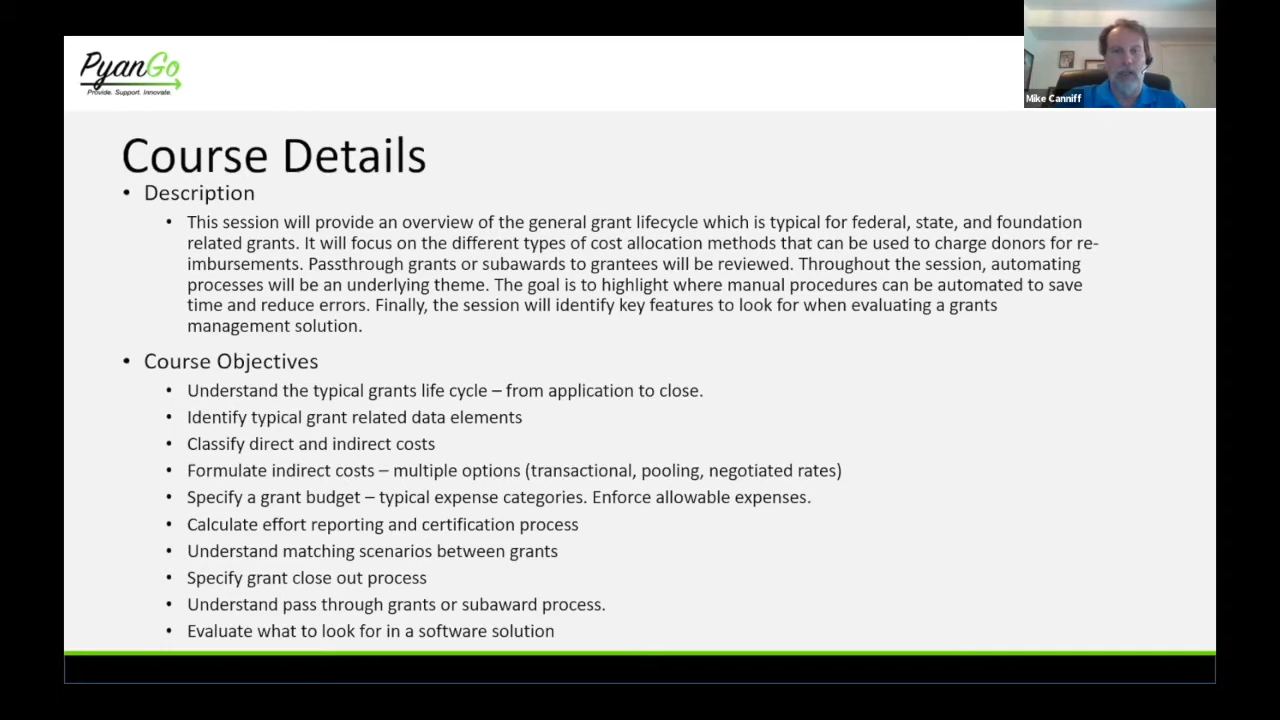 PyanGo
Provide. Support. Innovate.
Mike Canniff
Course Details
• Description
• This session will provide an overview of the general grant lifecycle which is typical for federal, state, and foundation
related grants. It will focus on the different types of cost allocation methods that can be used to charge donors for re-
imbursements. Passthrough grants or subawards to grantees will be reviewed. Throughout the session, automating
processes will be an underlying theme. The goal is to highlight where manual procedures can be automated to save
time and reduce errors. Finally, the session will identify key features to look for when evaluating a grants
management solution.
• Course Objectives
• Understand the typical grants life cycle – from application to close.
• Identify typical grant related data elements
• Classify direct and indirect costs
• Formulate indirect costs – multiple options (transactional, pooling, negotiated rates)
• Specify a grant budget – typical expense categories. Enforce allowable expenses.
• Calculate effort reporting and certification process
• Understand matching scenarios between grants
• Specify grant close out process
• Understand pass through grants or subaward process.
• Evaluate what to look for in a software solution